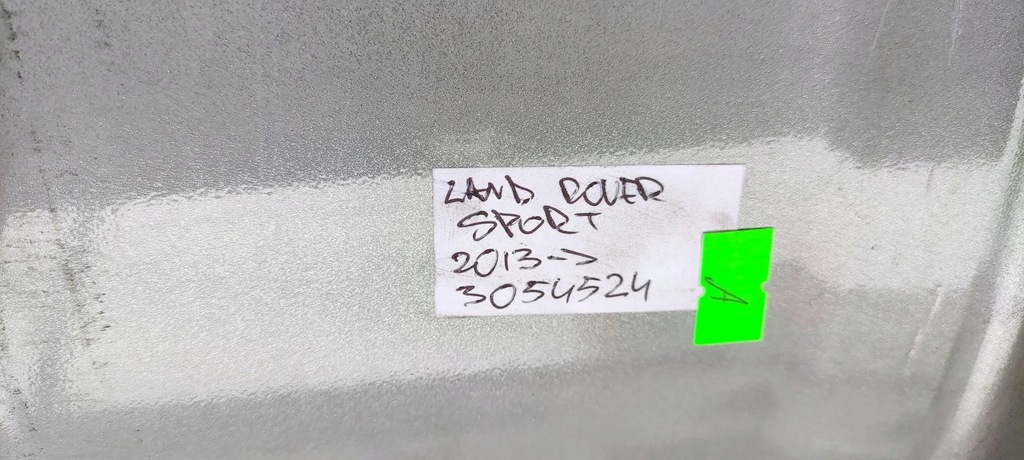 LAND ROVER
SPORT
2013->
3054524
A